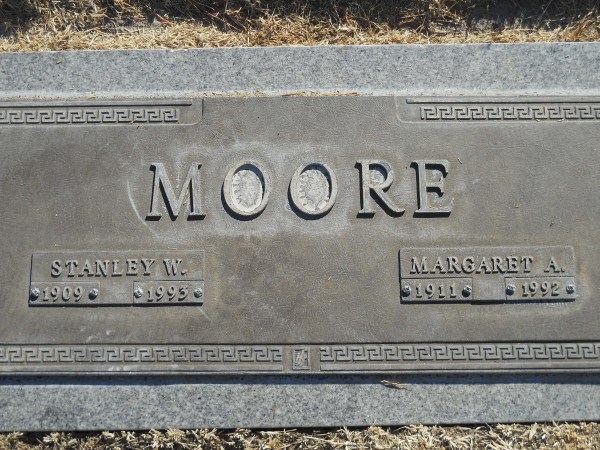 MOORE
STANLEY W.
1909 1993
MARGARET A.
1911 1992